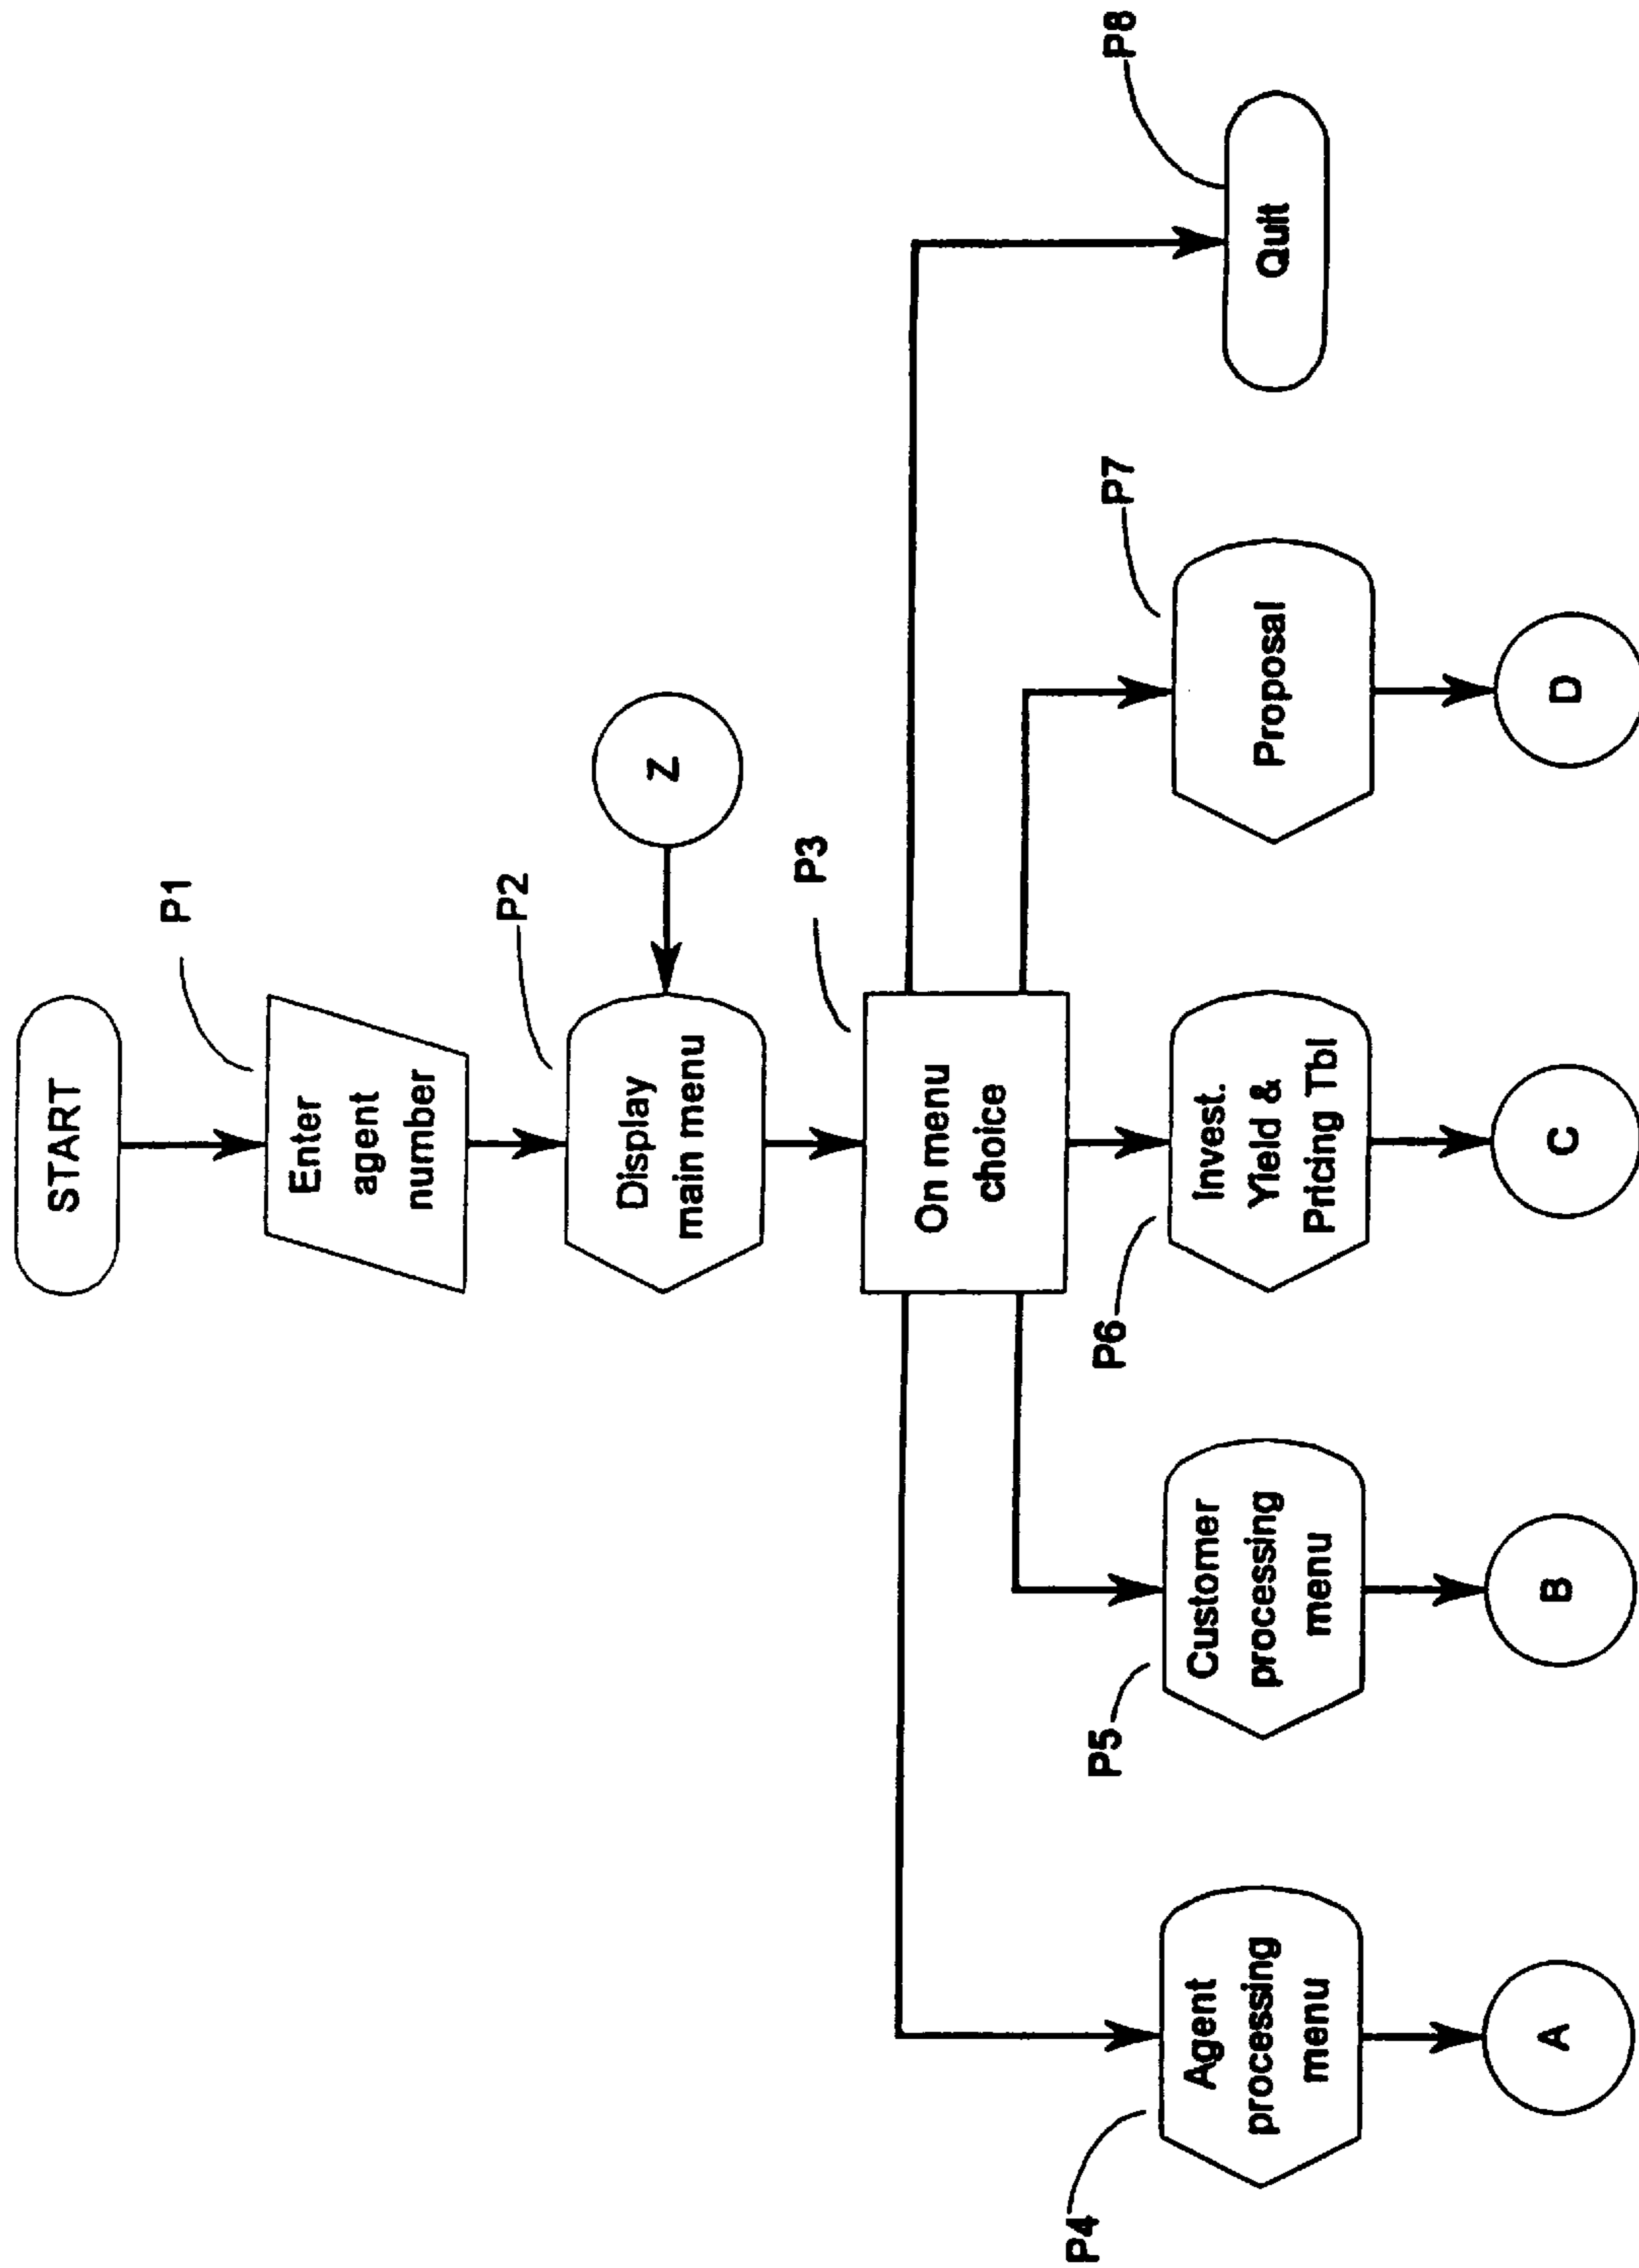 START
P1
Enter
agent
number
P2
Display
main menu
Z
P3
On menu
choice
P4
Agent
processing
menu
P5
Customer
processing
menu
P6
Invest.
Yield &
Pricing Tbl
P7
Proposal
P8
Quit
A
B
C
D